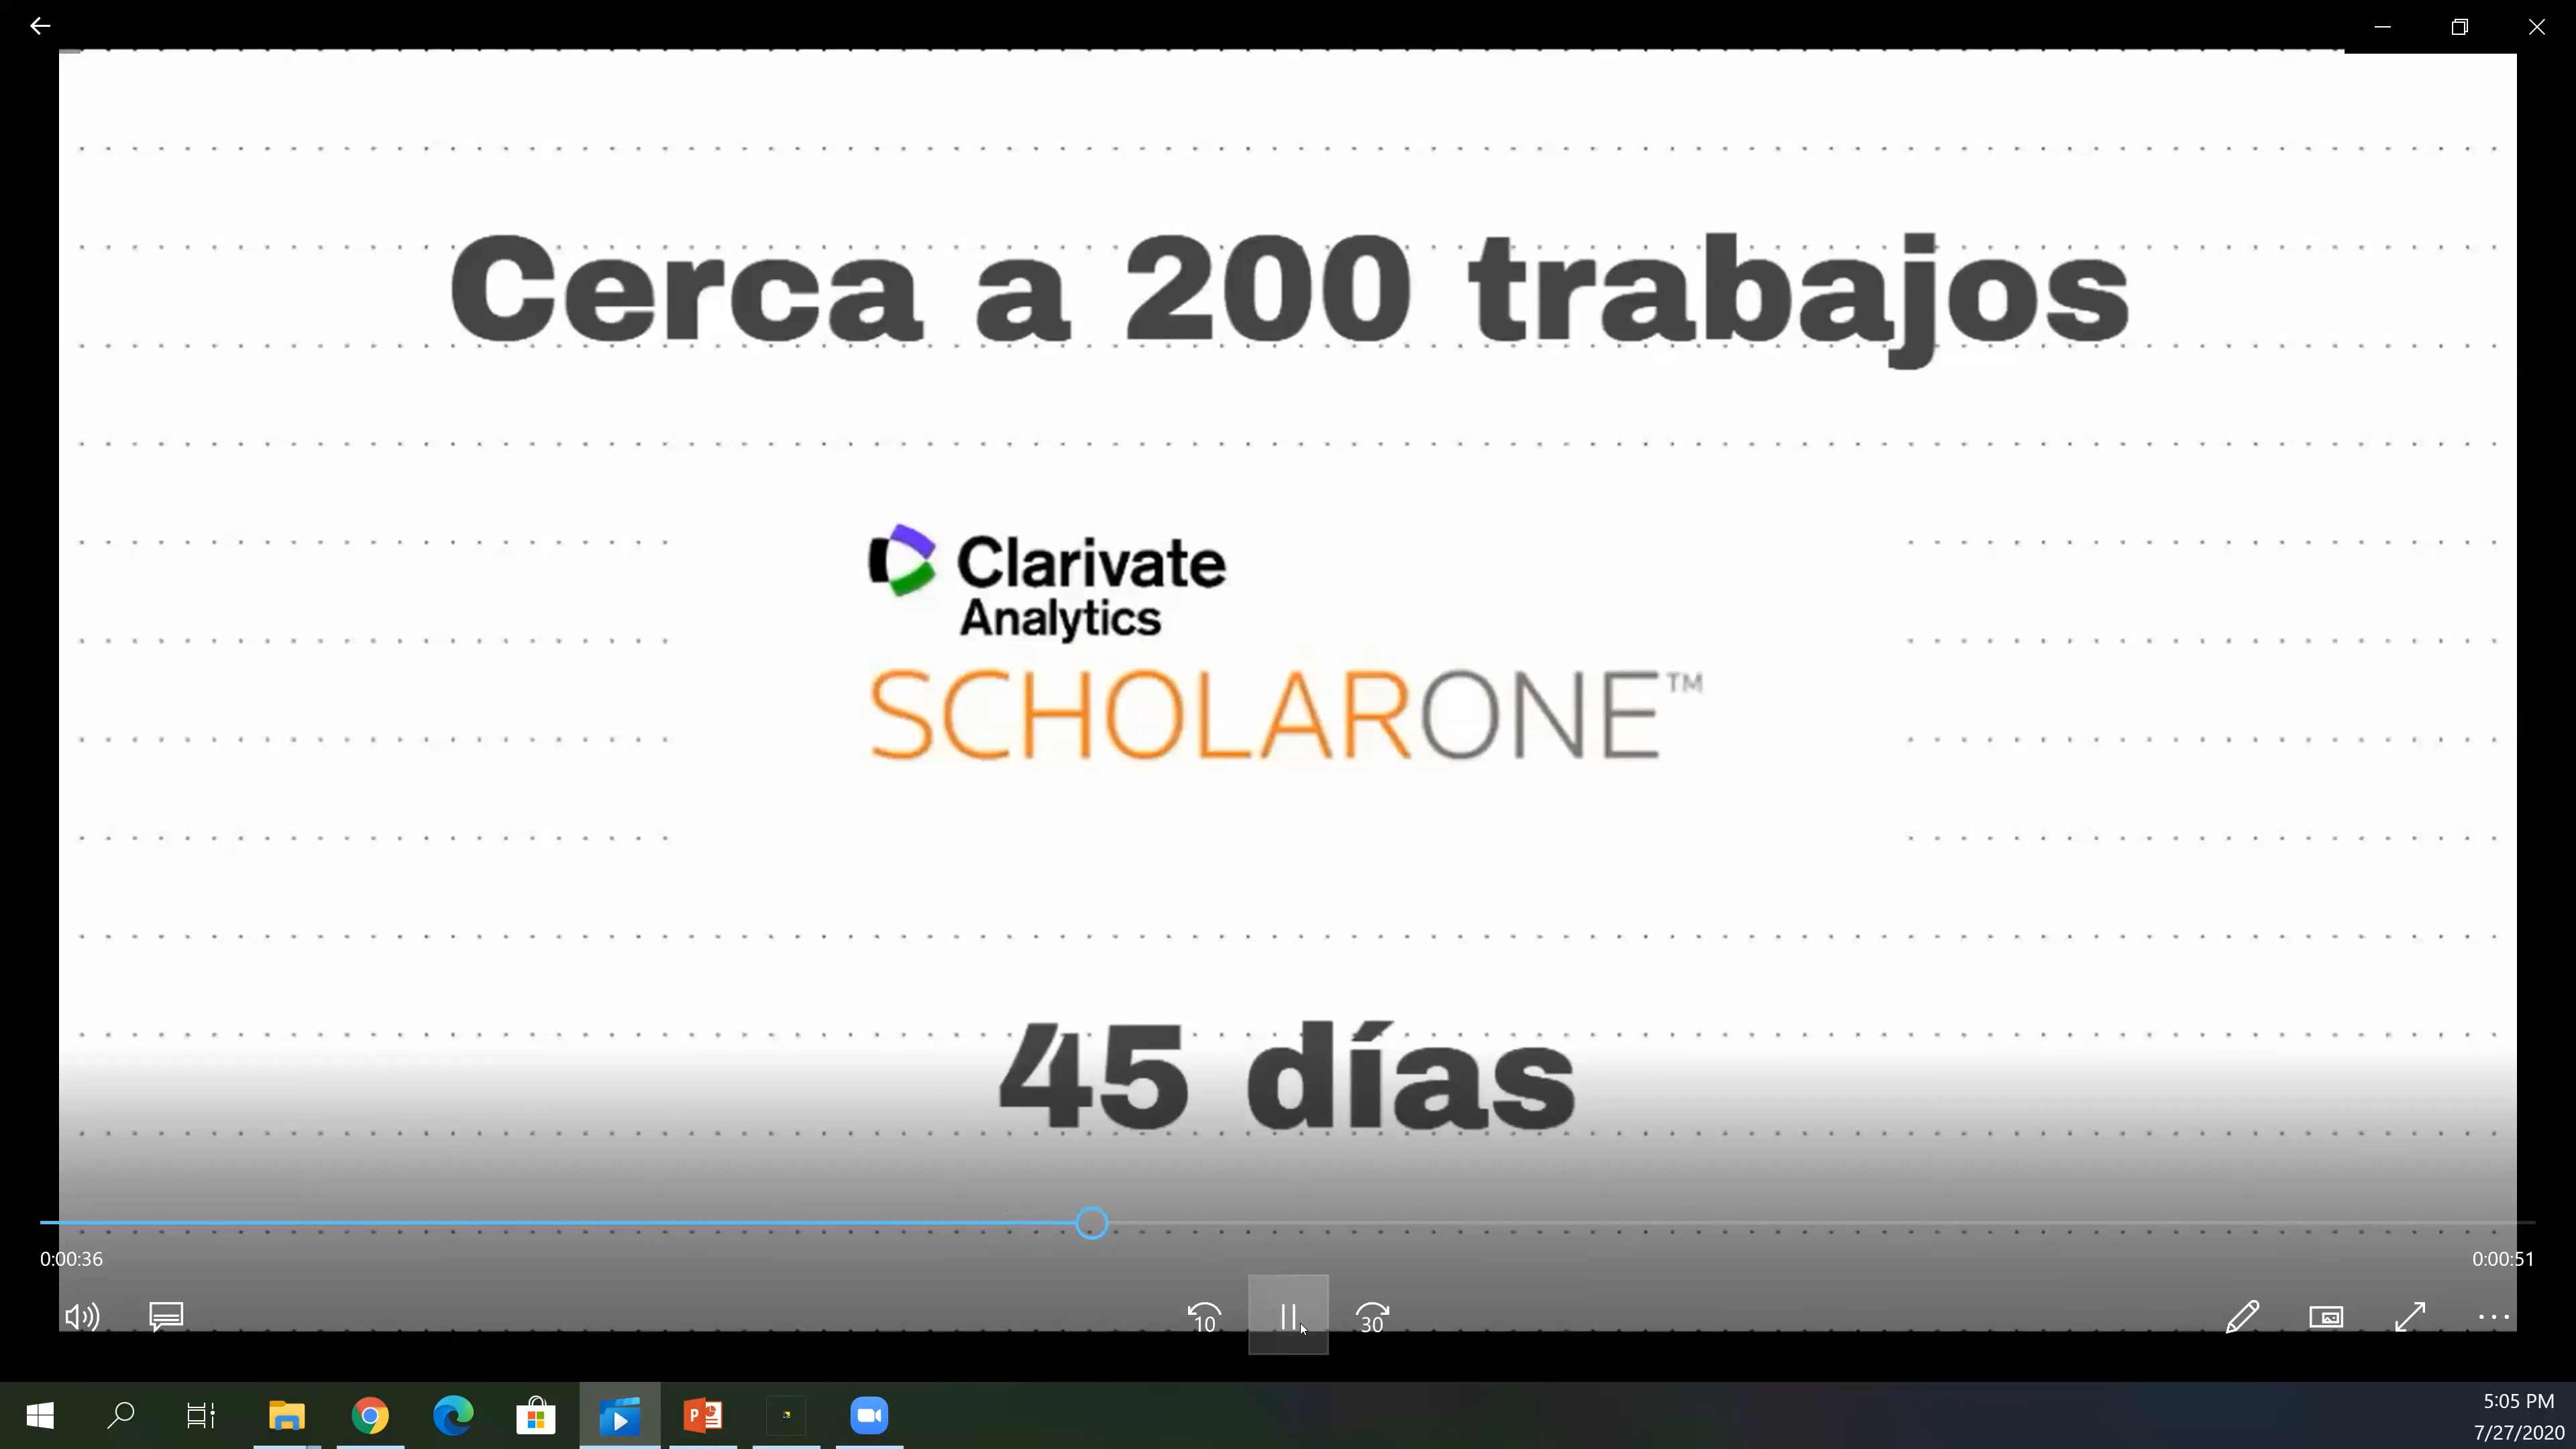 Cerca a 200 trabajos
Clarivate
Analytics
SCHOLARONE™
45 días
0:00:36
0:00:51
10
30
5:05 PM
7/27/2020